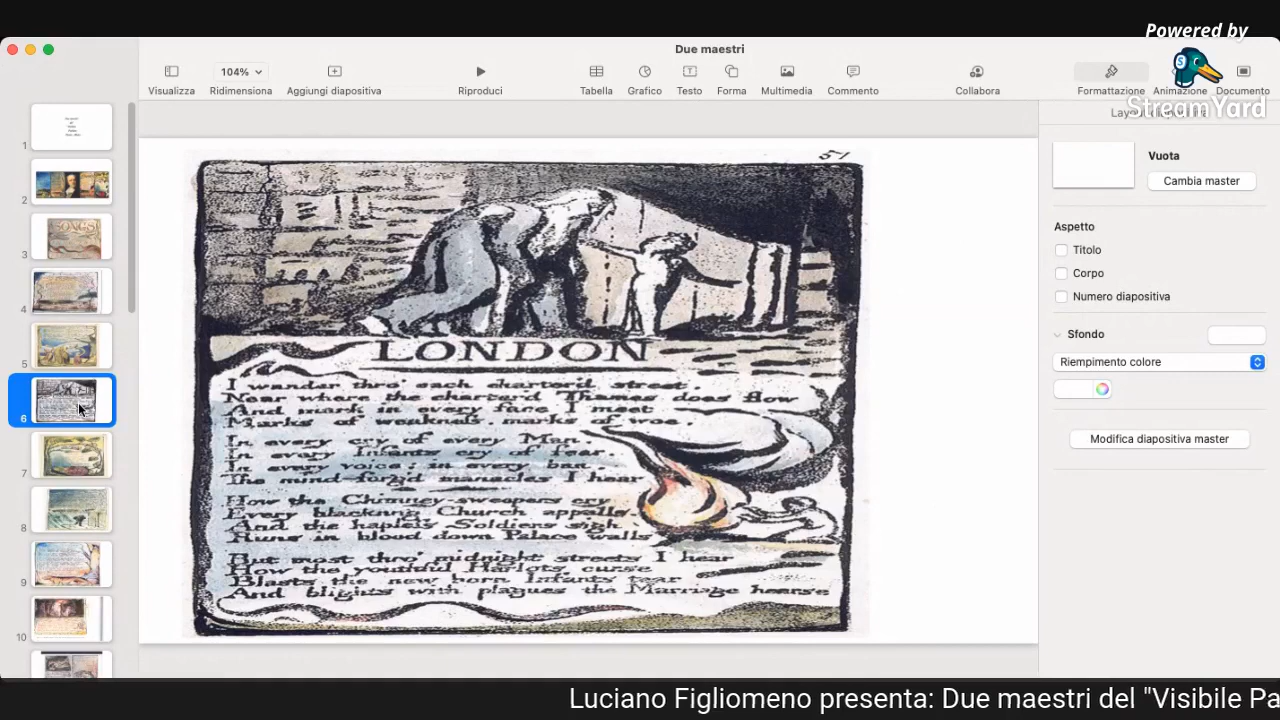 Powered by
StreamYard
Due maestri
104%
Visualizza
Ridimensiona
Aggiungi diapositiva
Riproduci
Tabella
Grafico
Testo
Forma
Multimedia
Commento
Collabora
Formattazione
Animazione
Documento
1
2
3
SONGS
4
5
6
7
8
9
10
51
LONDON
I wander thro' each charter'd street,
Near where the charter'd Thames does flow
And mark in every face I meet
Marks of weakness, marks of woe.
In every cry of every Man,
In every Infants cry of fear,
In every voice; in every ban,
The mind-forg'd manacles I hear
How the Chimney-sweepers cry
Every blackning Church appalls,
And the hapless Soldiers sigh
Runs in blood down Palace walls
But most thro' midnight streets I hear
How the youthful Harlots curse
Blasts the new born Infants tear
And blights with plagues the Marriage hearse
Vuota
Cambia master
Aspetto
Titolo
Corpo
Numero diapositiva
Sfondo
Riempimento colore
Modifica diapositiva master
Luciano Figliomeno presenta: Due maestri del "Visibile Pa